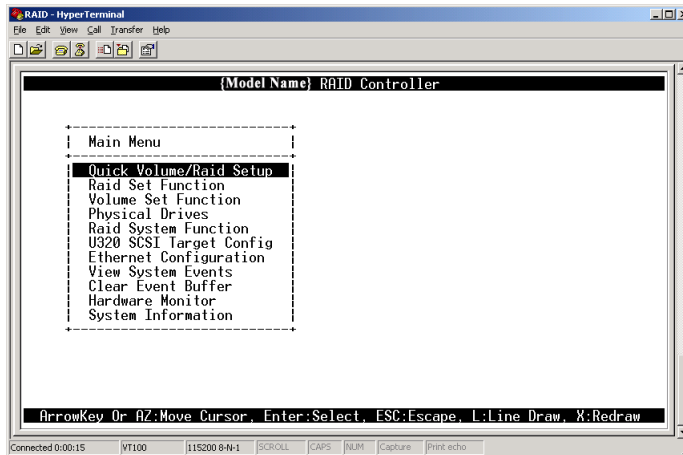 RAID - HyperTerminal
File Edit View Call Transfer Help
{Model Name} RAID Controller
Main Menu
Quick Volume/Raid Setup
Raid Set Function
Volume Set Function
Physical Drives
Raid System Function
U320 SCSI Target Config
Ethernet Configuration
View System Events
Clear Event Buffer
Hardware Monitor
System Information
ArrowKey Or AZ:Move Cursor, Enter:Select, ESC:Escape, L:Line Draw, X:Redraw
Connected 0:00:15 VT100 115200 8-N-1 SCROLL CAPS NUM Capture Print echo